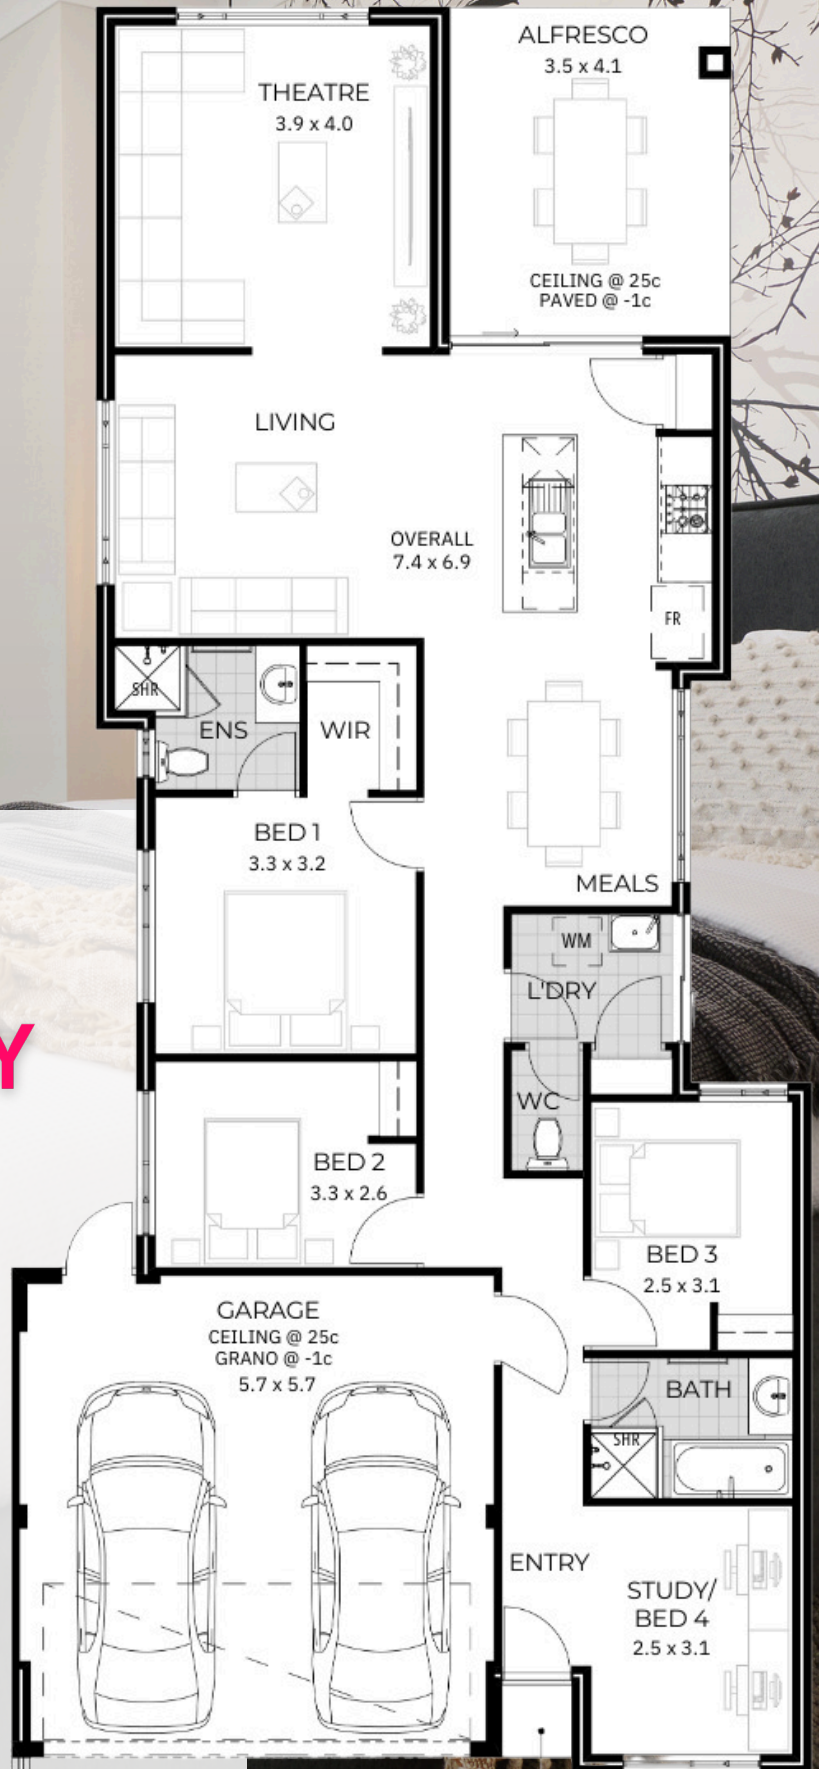 ALFRESCO
3.5 x 4.1
THEATRE
3.9 x 4.0
CEILING @ 25c
PAVED @ -1c
LIVING
OVERALL
7.4 x 6.9
FR
SHR
ENS
WIR
BED 1
3.3 x 3.2
MEALS
WM
L'DRY
Y
WC
BED 2
3.3 x 2.6
BED 3
2.5 x 3.1
GARAGE
CEILING @ 25c
GRANO @ -1c
5.7 x 5.7
BATH
SHR
ENTRY
STUDY/
BED 4
2.5 x 3.1